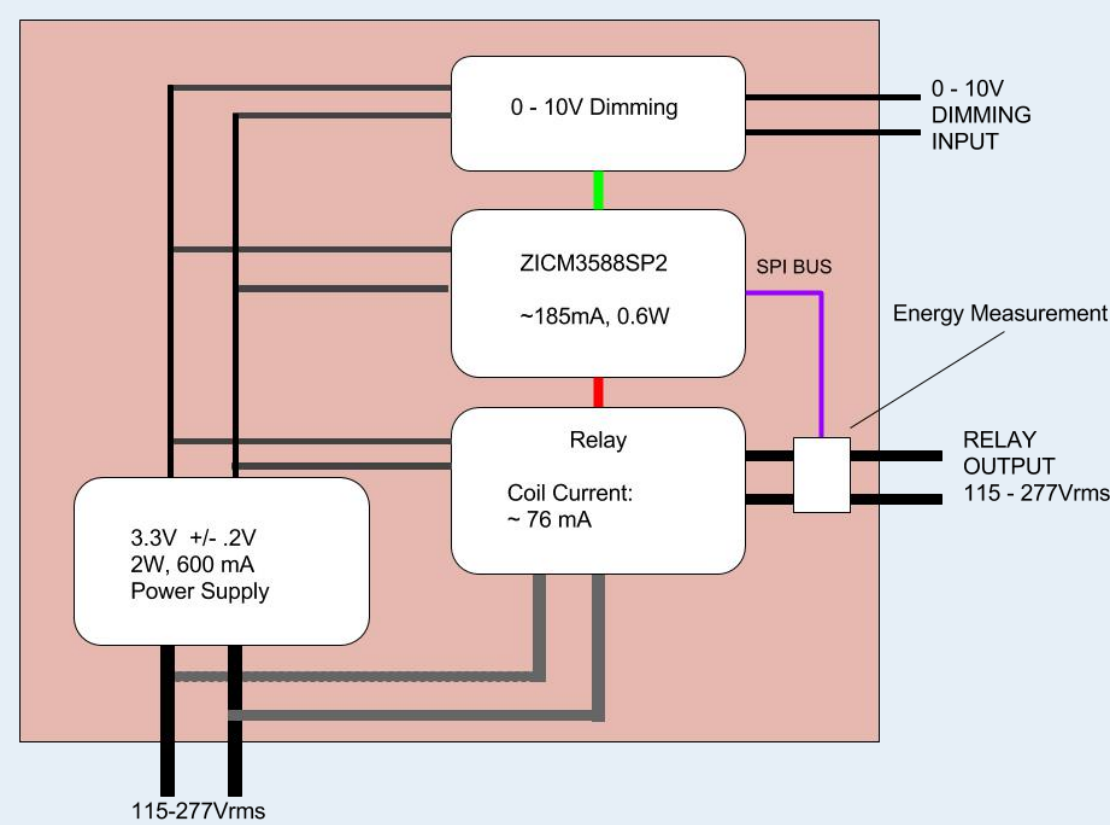 0 - 10V Dimming
0 - 10V
DIMMING
INPUT
ZICM3588SP2
~185mA, 0.6W
SPI BUS
Energy Measurement
Relay
Coil Current:
~ 76 mA
RELAY
OUTPUT
115 - 277Vrms
3.3V +/- .2V
2W, 600 mA
Power Supply
115-277Vrms